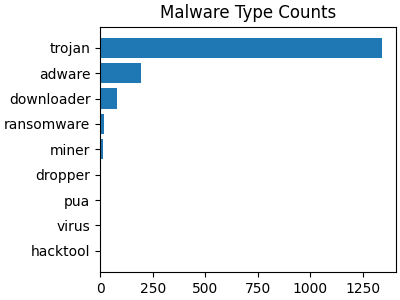 Malware Type Counts
trojan
adware
downloader
ransomware
miner
dropper
pua
virus
hacktool
0 250 500 750 1000 1250